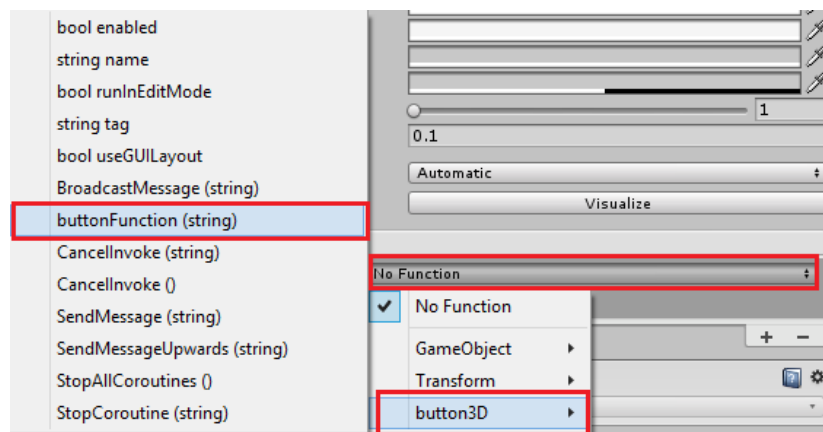 bool enabled
string name
bool runInEditMode
string tag
bool useGUILayout
BroadcastMessage (string)
buttonFunction (string)
CancelInvoke (string)
CancelInvoke ()
SendMessage (string)
SendMessageUpwards (string)
StopAllCoroutines ()
StopCoroutine (string)
1
0.1
Automatic
Visualize
No Function
No Function
GameObject
Transform
button3D